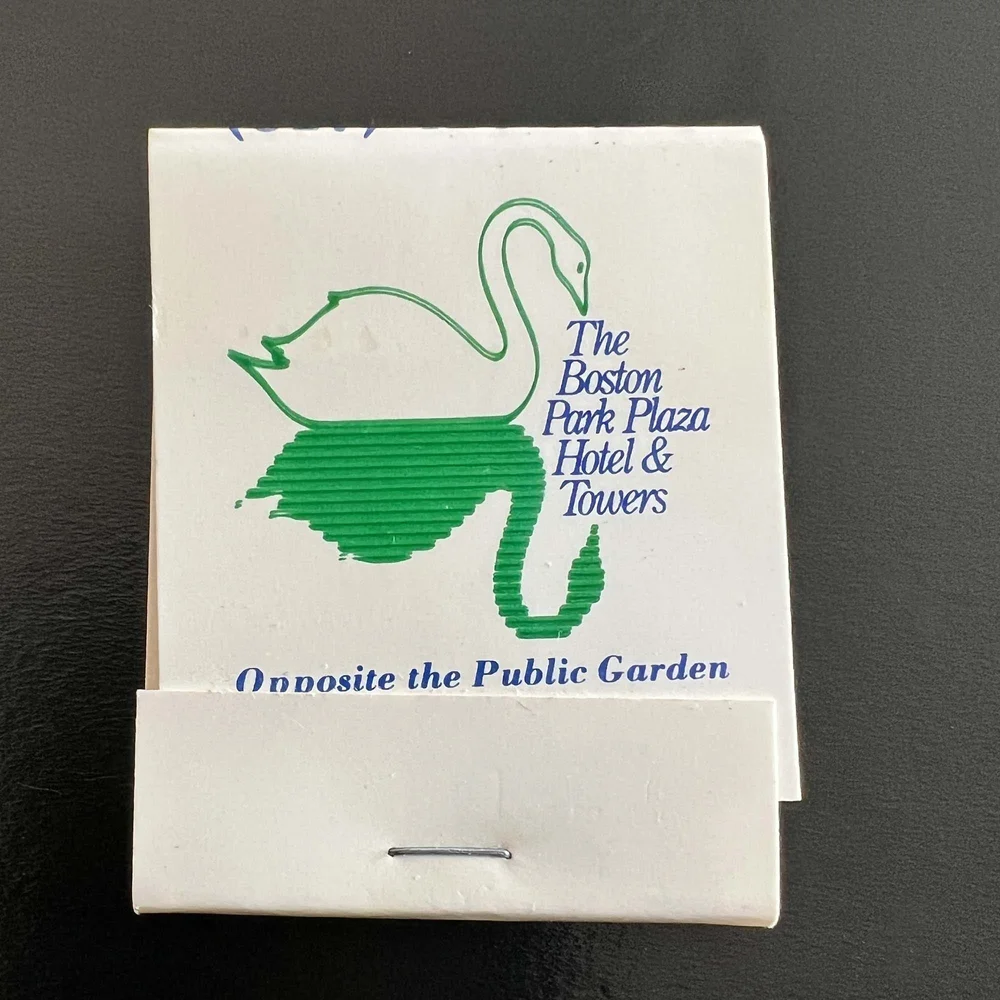 The
Boston
Park Plaza
Hotel &
Towers
Opposite the Public Garden